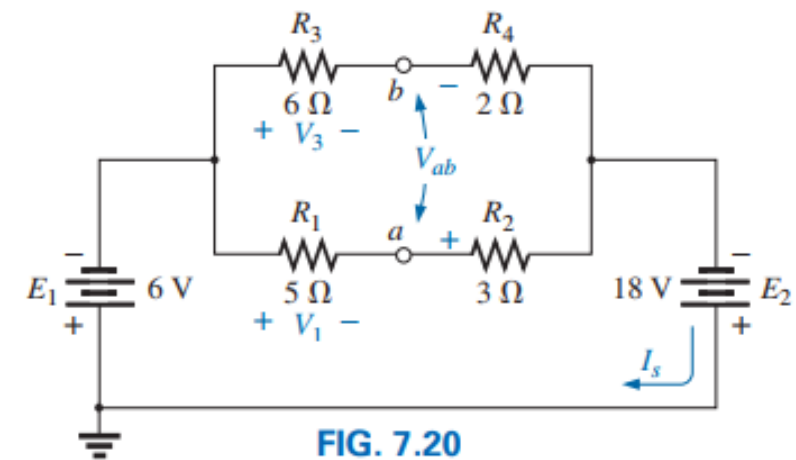 R3 R4
b −
6 Ω 2 Ω
+ V3 −
Vab
R1 R2
a +
− −
E1 6 V 5 Ω 3 Ω 18 V E2
+ + V1 − +
Is
FIG. 7.20